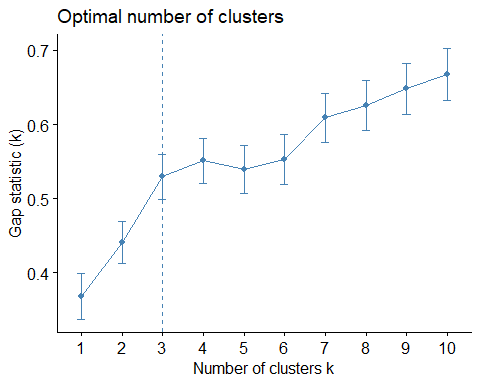 Optimal number of clusters
Gap statistic (k)
0.7
0.6
0.5
0.4
1 2 3 4 5 6 7 8 9 10
Number of clusters k